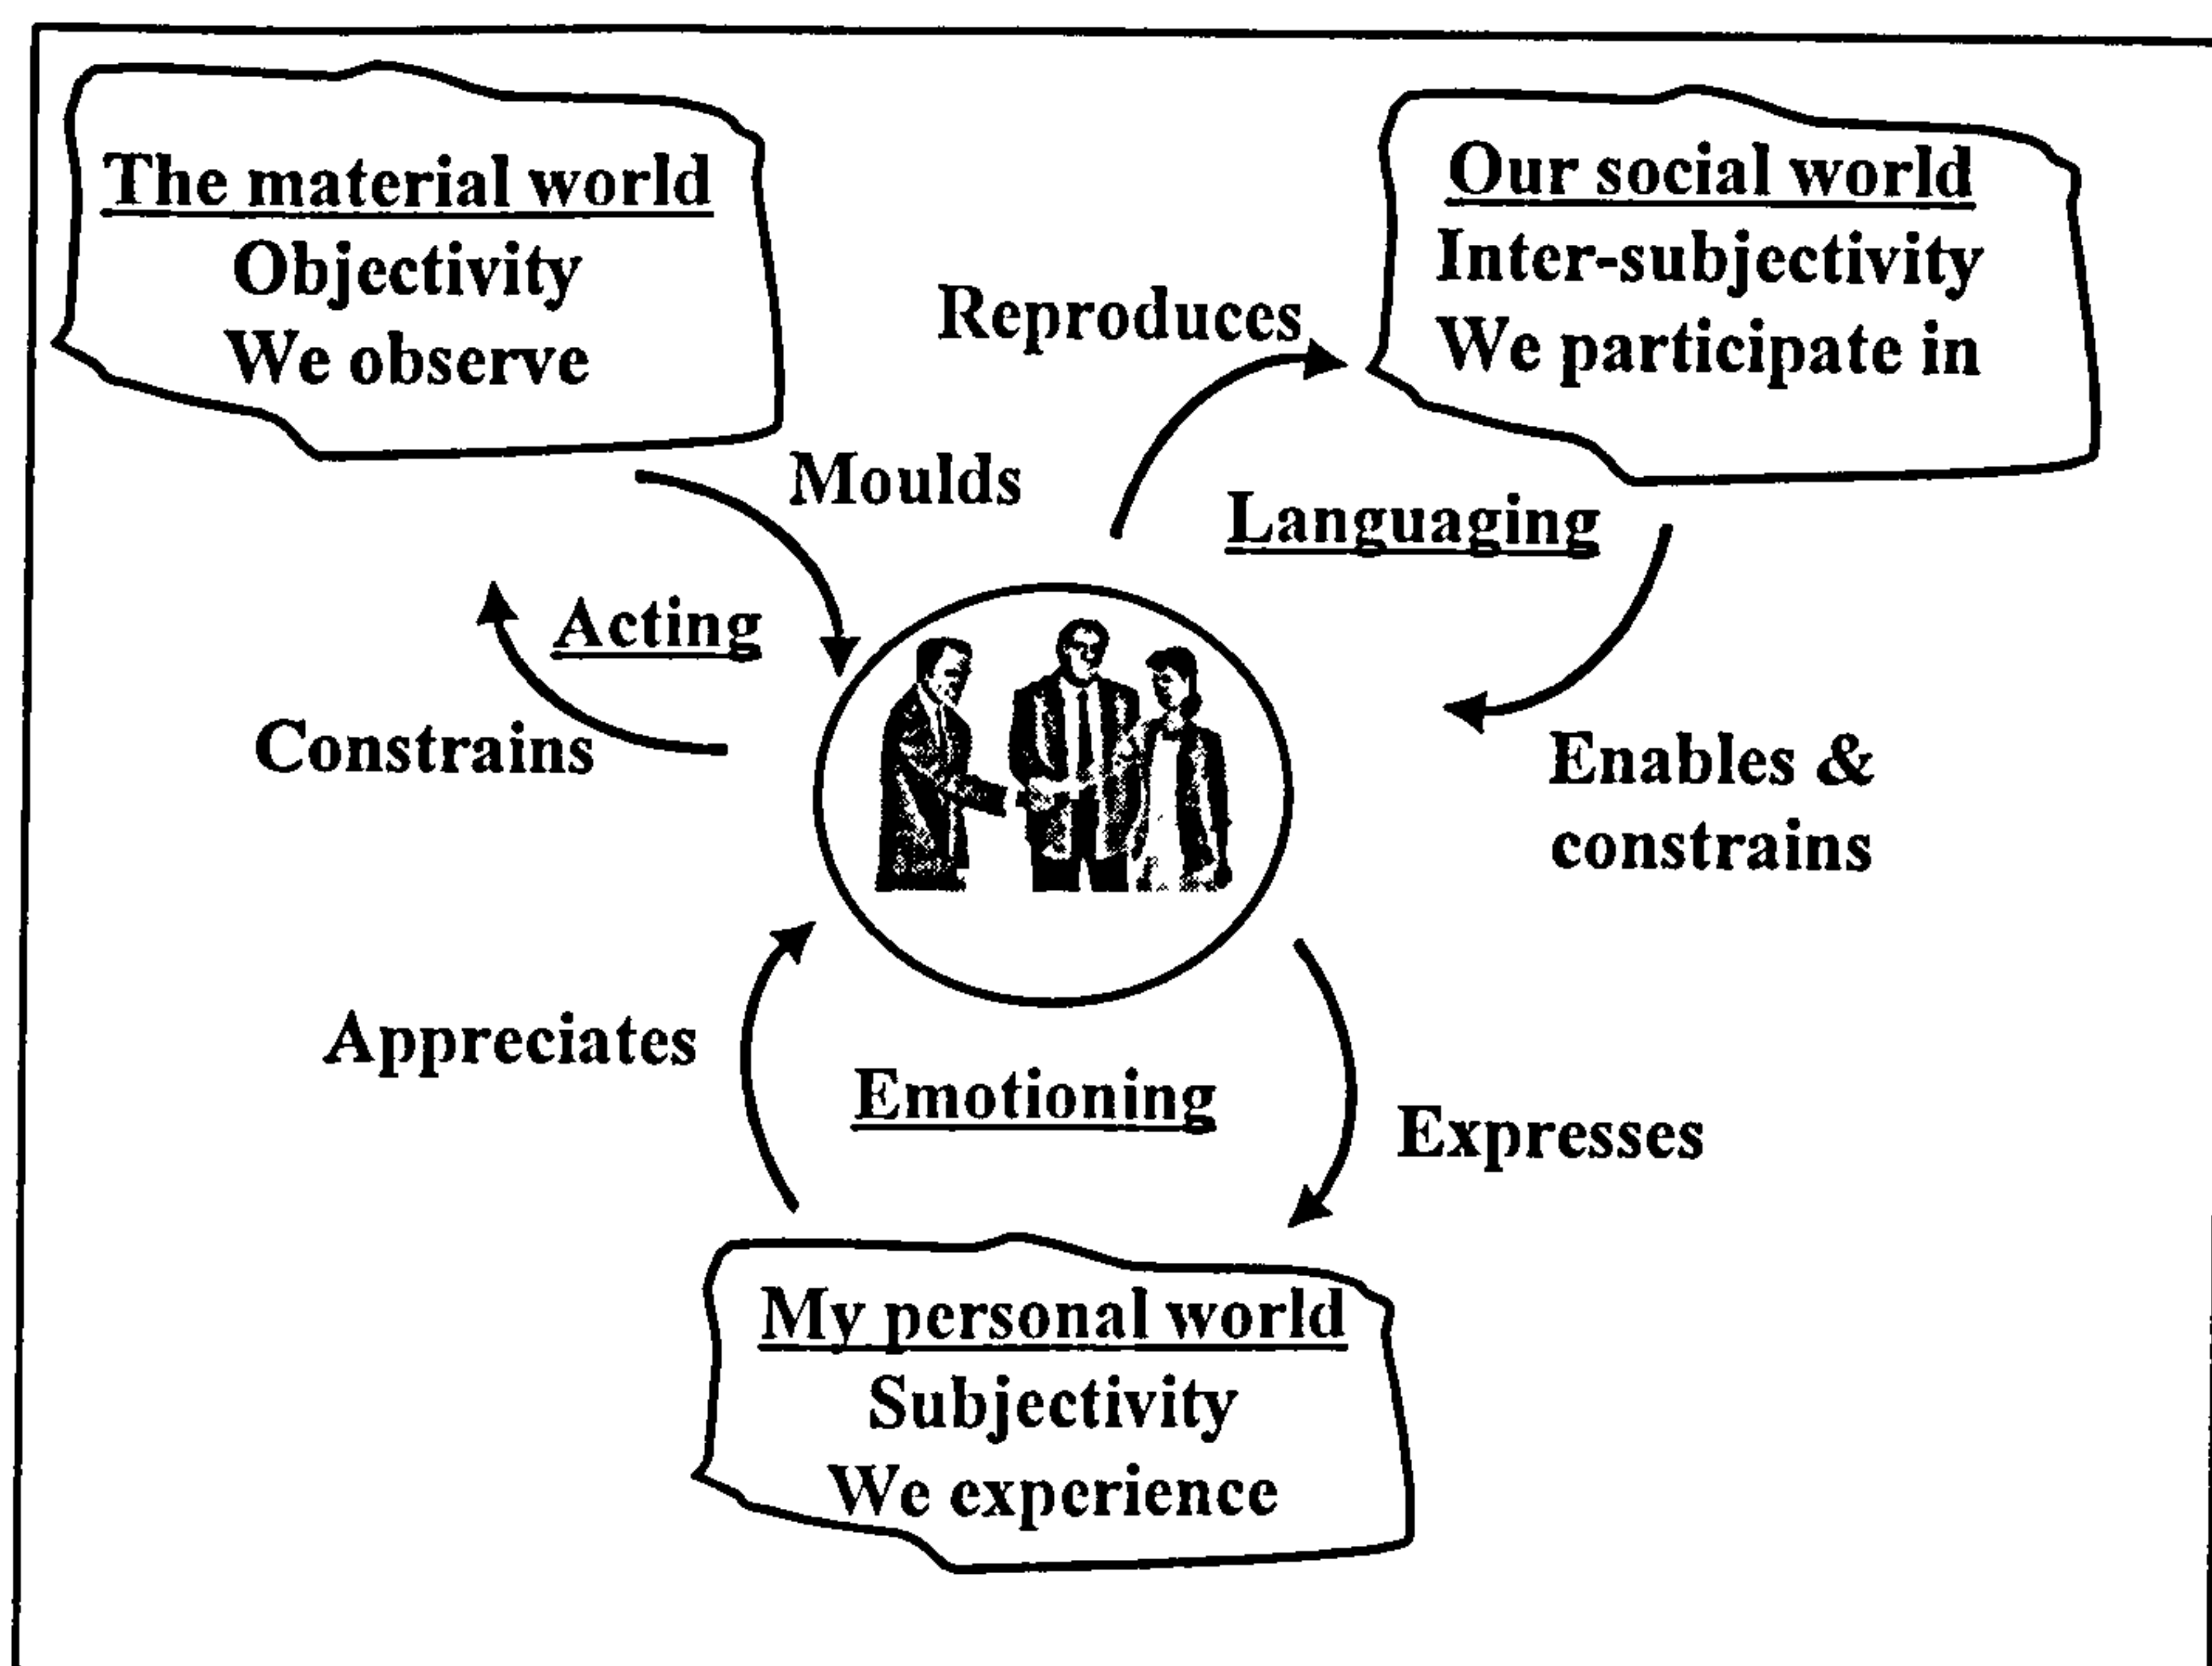 The material world
Objectivity
We observe
Our social world
Inter-subjectivity
We participate in
Reproduces
Moulds
Languaging
Acting
Constrains
Enables &
constrains
Appreciates
Emotioning
Expresses
My personal world
Subjectivity
We experience